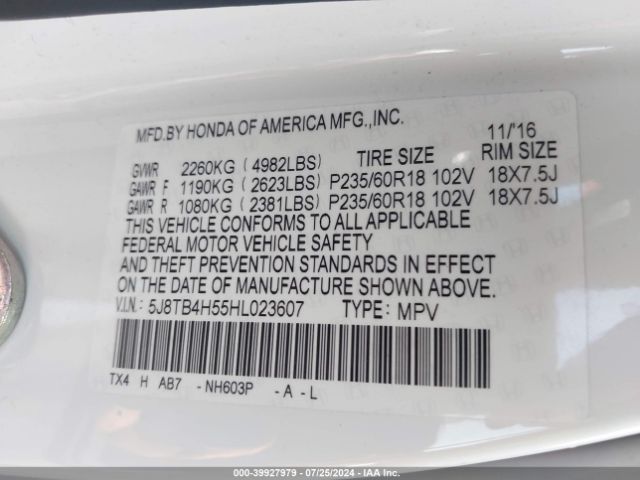 MFD.BY HONDA OF AMERICA MFG.,INC. 11/'16
GVWR 2260KG (4982LBS) TIRE SIZE RIM SIZE
GAWR F 1190KG (2623LBS) P235/60R18 102V 18X7.5J
GAWR R 1080KG (2381LBS) P235/60R18 102V 18X7.5J
THIS VEHICLE CONFORMS TO ALL APPLICABLE
FEDERAL MOTOR VEHICLE SAFETY
AND THEFT PREVENTION STANDARDS IN EFFECT
ON THE DATE OF MANUFACTURE SHOWN ABOVE.
V.I.N.: 5J8TB4H55HL023607 TYPE: MPV
TX4 H AB7 -NH603P -A-L
000-39927979 / 07/25/2024 / IAA Inc.